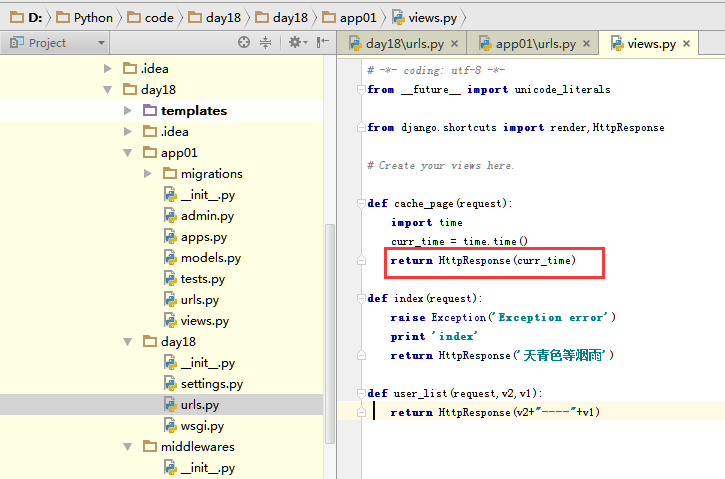 D: Python code day18 day18 app01 views.py
Project
day18\urls.py app01\urls.py views.py
.idea
day18
templates
.idea
app01
migrations
__init__.py
admin.py
apps.py
models.py
tests.py
urls.py
views.py
day18
__init__.py
settings.py
urls.py
wsgi.py
middlewares
__init__.py
# -*- coding: utf-8 -*-
from __future__ import unicode_literals
from django.shortcuts import render,HttpResponse
# Create your views here.
def cache_page(request):
import time
curr_time = time.time()
return HttpResponse(curr_time)
def index(request):
raise Exception('Exception error')
print 'index'
return HttpResponse('天青色等烟雨')
def user_list(request,v2,v1):
return HttpResponse(v2+"----"+v1)